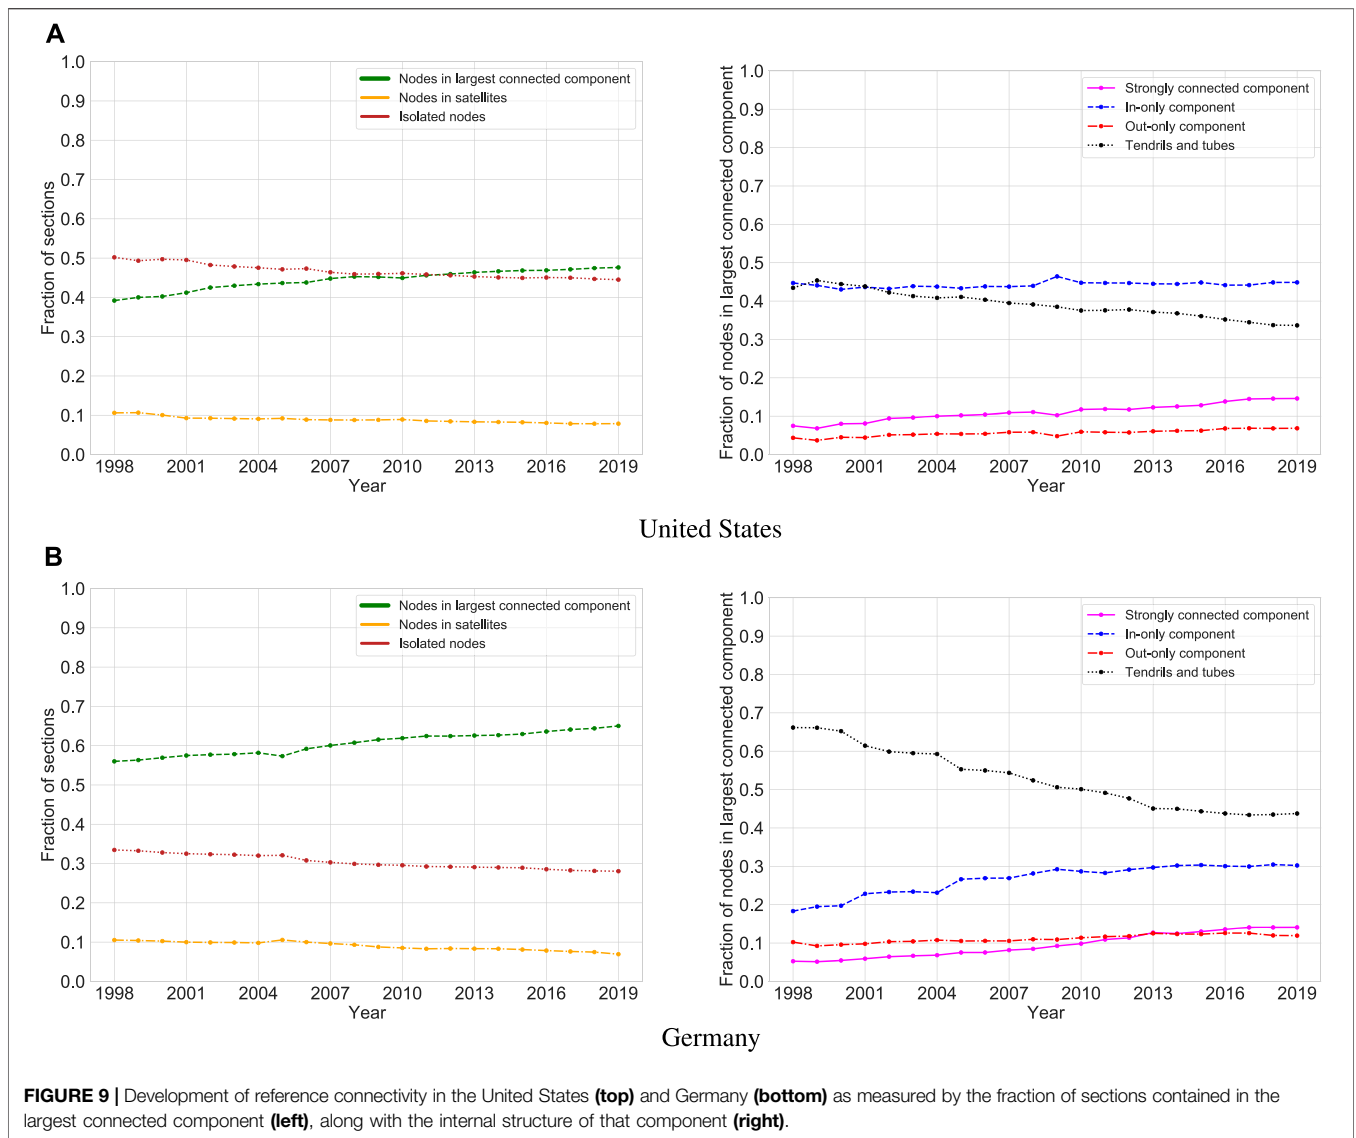 A
1.0
0.9
0.8
0.7
0.6
0.5
0.4
0.3
0.2
0.1
0.0
Fraction of sections
Nodes in largest connected component
Nodes in satellites
Isolated nodes
1998 2001 2004 2007 2010 2013 2016 2019
Year
1.0
0.9
0.8
0.7
0.6
0.5
0.4
0.3
0.2
0.1
0.0
Fraction of nodes in largest connected component
Strongly connected component
In-only component
Out-only component
Tendrils and tubes
1998 2001 2004 2007 2010 2013 2016 2019
Year
United States
B
1.0
0.9
0.8
0.7
0.6
0.5
0.4
0.3
0.2
0.1
0.0
Fraction of sections
Nodes in largest connected component
Nodes in satellites
Isolated nodes
1998 2001 2004 2007 2010 2013 2016 2019
Year
1.0
0.9
0.8
0.7
0.6
0.5
0.4
0.3
0.2
0.1
0.0
Fraction of nodes in largest connected component
Strongly connected component
In-only component
Out-only component
Tendrils and tubes
1998 2001 2004 2007 2010 2013 2016 2019
Year
Germany
FIGURE 9 | Development of reference connectivity in the United States (top) and Germany (bottom) as measured by the fraction of sections contained in the
largest connected component (left), along with the internal structure of that component (right).